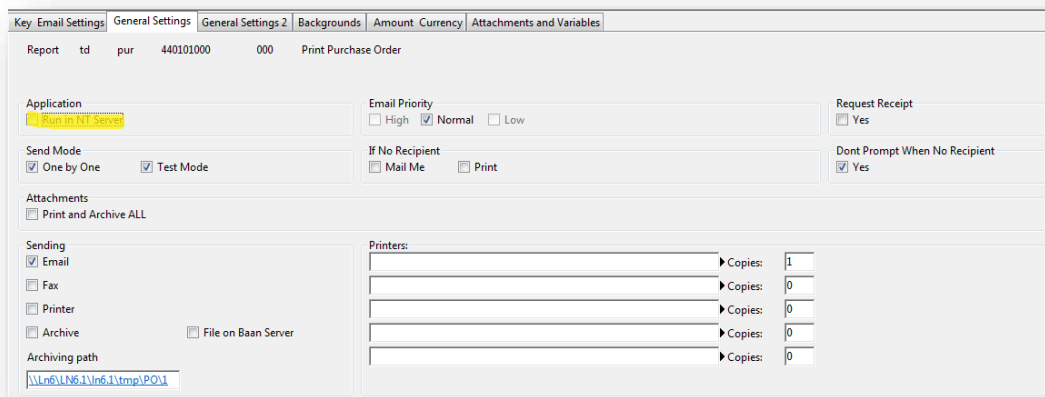 Key Email Settings General Settings General Settings 2 Backgrounds Amount Currency Attachments and Variables
Report td pur 440101000 000 Print Purchase Order
Application Email Priority Request Receipt
Run in NT Server High Normal Low Yes
Send Mode If No Recipient Dont Prompt When No Recipient
One by One Test Mode Mail Me Print Yes
Attachments
Print and Archive ALL
Sending Printers:
Email Copies: 1
Fax Copies: 0
Printer Copies: 0
Archive File on Baan Server Copies: 0
Archiving path Copies: 0
\\Ln6\LN6.1\ln6.1\tmp\PO\1